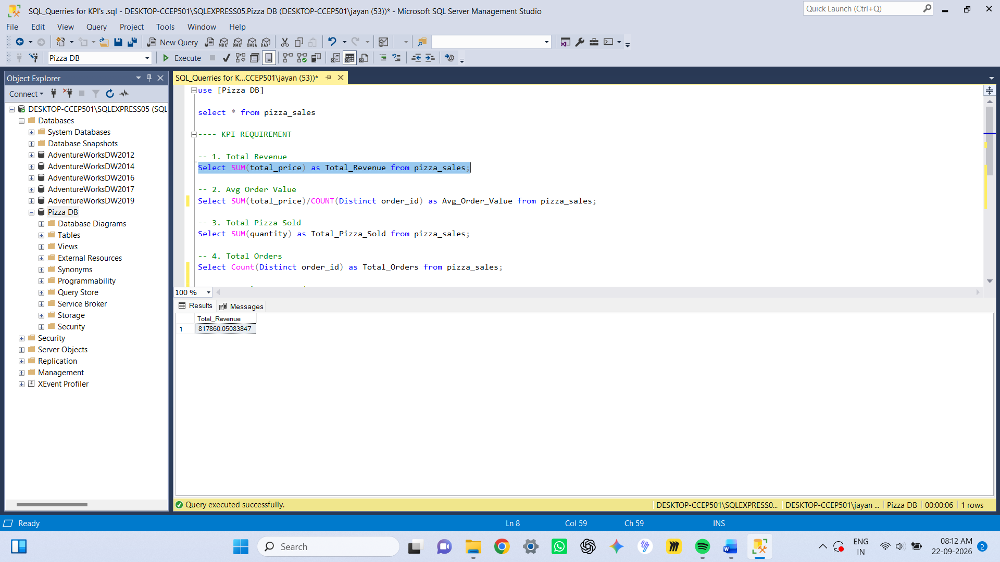 SQL_Querries for KPI's .sql - DESKTOP-CCEP501\SQLEXPRESS05.Pizza DB (DESKTOP-CCEP501\jayan (53))* - Microsoft SQL Server Management Studio
Quick Launch (Ctrl+Q)
File Edit View Query Project Tools Window Help
New Query MDX DMX XMLA DAX
Pizza DB Execute
Object Explorer
Connect
DESKTOP-CCEP501\SQLEXPRESS05 (SQL
Databases
System Databases
Database Snapshots
AdventureWorksDW2012
AdventureWorksDW2014
AdventureWorksDW2016
AdventureWorksDW2017
AdventureWorksDW2019
Pizza DB
Database Diagrams
Tables
Views
External Resources
Synonyms
Programmability
Query Store
Service Broker
Storage
Security
Security
Server Objects
Replication
Management
XEvent Profiler
SQL_Querries for K...CCEP501\jayan (53))*
use [Pizza DB]
select * from pizza_sales
---- KPI REQUIREMENT
-- 1. Total Revenue
Select SUM(total_price) as Total_Revenue from pizza_sales;
-- 2. Avg Order Value
Select SUM(total_price)/COUNT(Distinct order_id) as Avg_Order_Value from pizza_sales;
-- 3. Total Pizza Sold
Select SUM(quantity) as Total_Pizza_Sold from pizza_sales;
-- 4. Total Orders
Select Count(Distinct order_id) as Total_Orders from pizza_sales;
100 %
Results Messages
Total_Revenue
1 817860.05083847
Query executed successfully.
DESKTOP-CCEP501\SQLEXPRESS0... DESKTOP-CCEP501\jayan ... Pizza DB 00:00:06 1 rows
Ready Ln 8 Col 59 Ch 59 INS
Search
ENG
IN
08:12 AM
22-09-2026
2